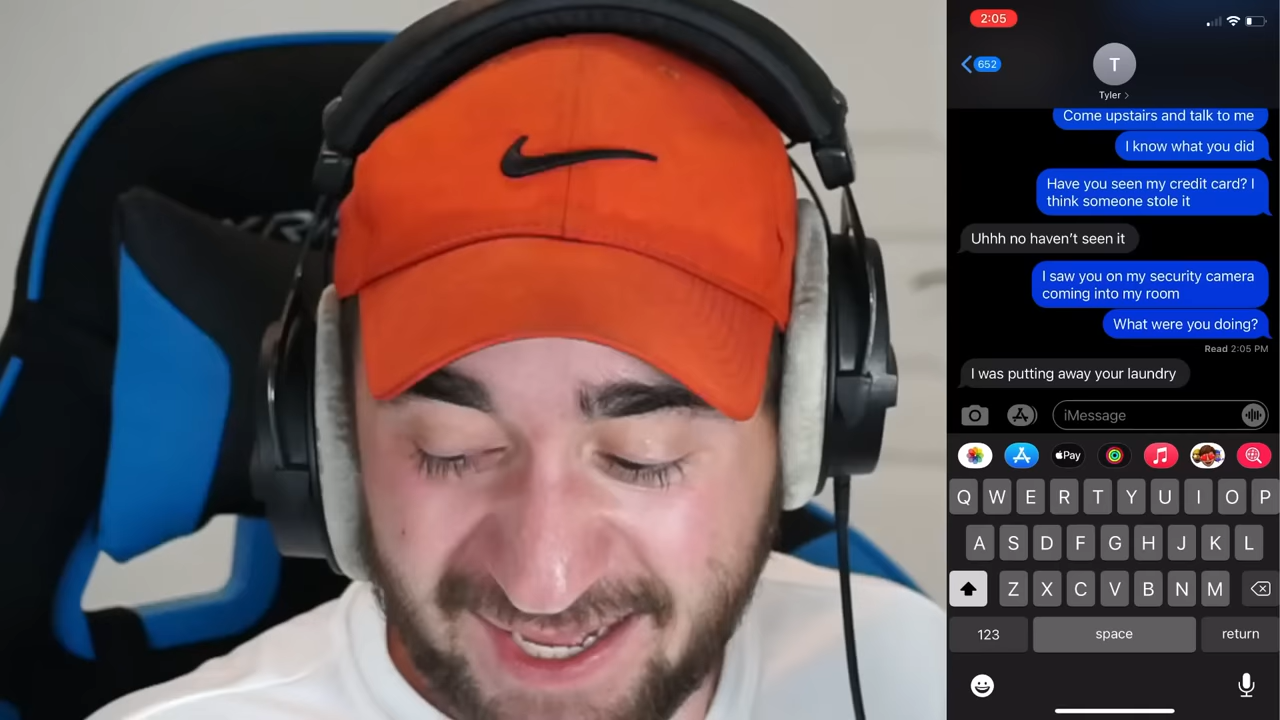 2:05
652
T
Tyler >
Come upstairs and talk to me
I know what you did
Have you seen my credit card? I
think someone stole it
Uhhh no haven't seen it
I saw you on my security camera
coming into my room
What were you doing?
Read 2:05 PM
I was putting away your laundry
iMessage
Pay
Q W E R T Y U I O P
A S D F G H J K L
Z X C V B N M
123 space return